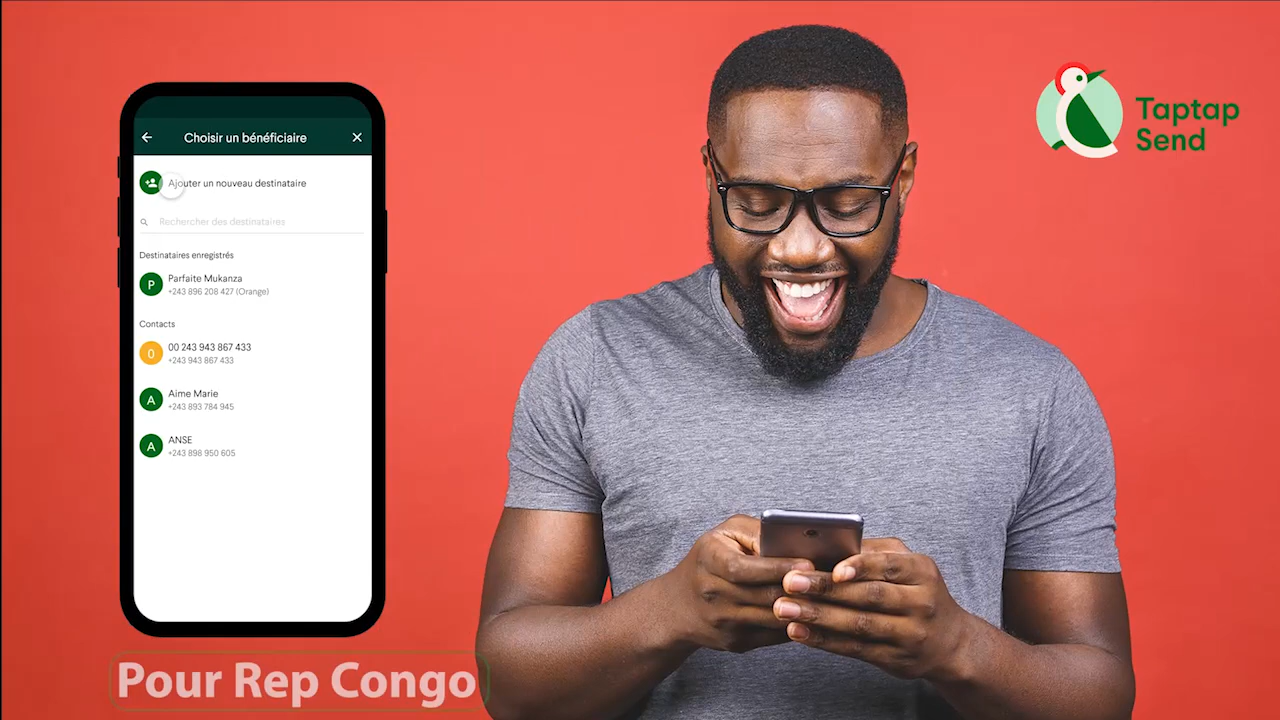 Choisir un bénéficiaire
Ajouter un nouveau destinataire
Rechercher des destinataires
Destinataires enregistrés
P
Parfaite Mukanza
+243 896 208 427 (Orange)
Contacts
0
00 243 943 867 433
+243 943 867 433
A
Aime Marie
+243 893 784 945
A
ANSE
+243 898 950 605
Pour Rep Congo
Taptap
Send